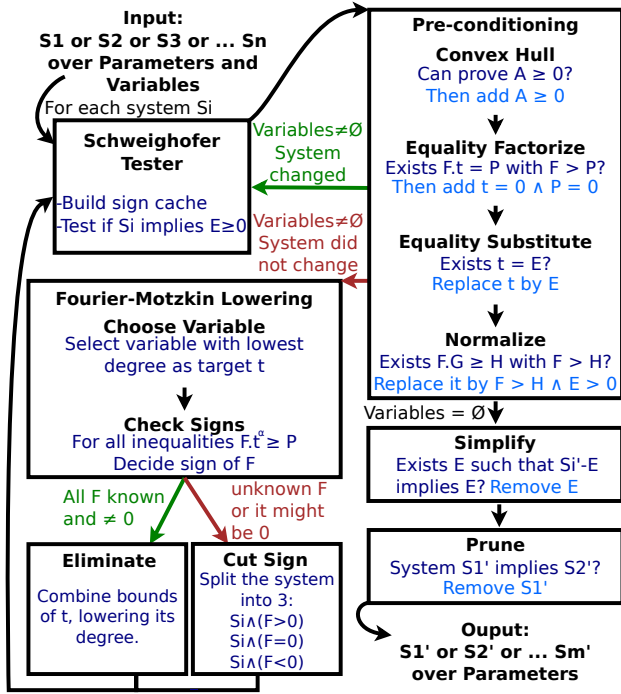 Input:
S1 or S2 or S3 or ... Sn
over Parameters and
Variables
For each system Si
Schweighofer
Tester
-Build sign cache
-Test if Si implies E≥0
Variables≠Ø
System
changed
Variables≠Ø
System did
not change
Pre-conditioning
Convex Hull
Can prove A ≥ 0?
Then add A ≥ 0
Equality Factorize
Exists F.t = P with F > P?
Then add t = 0 ∧ P = 0
Equality Substitute
Exists t = E?
Replace t by E
Normalize
Exists F.G ≥ H with F > H?
Replace it by F > H ∧ E > 0
Fourier-Motzkin Lowering
Choose Variable
Select variable with lowest
degree as target t
Check Signs
For all inequalities F.t^α ≥ P
Decide sign of F
All F known
and ≠ 0
unknown F
or it might
be 0
Eliminate
Combine bounds
of t, lowering its
degree.
Cut Sign
Split the system
into 3:
Si∧(F>0)
Si∧(F=0)
Si∧(F<0)
Variables = Ø
Simplify
Exists E such that Si'-E
implies E? Remove E
Prune
System S1' implies S2'?
Remove S1'
Ouput:
S1' or S2' or ... Sm'
over Parameters